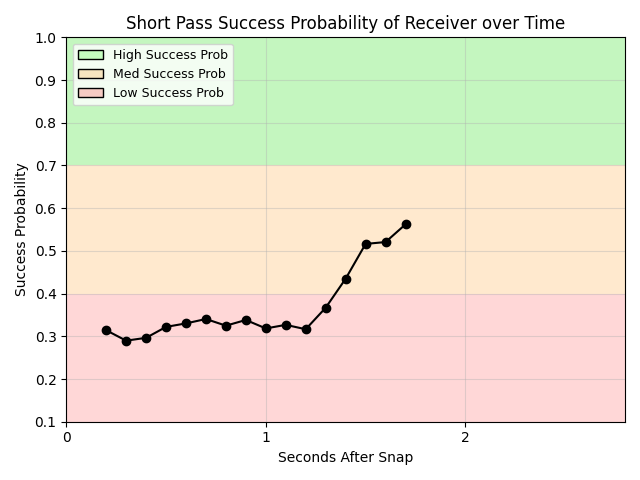 Short Pass Success Probability of Receiver over Time
1.0
0.9
0.8
0.7
0.6
0.5
0.4
0.3
0.2
0.1
Success Probability
High Success Prob
Med Success Prob
Low Success Prob
0 1 2
Seconds After Snap